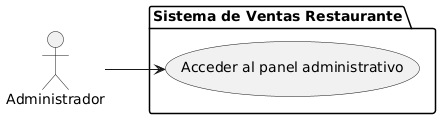 Sistema de Ventas Restaurante
Acceder al panel administrativo
Administrador